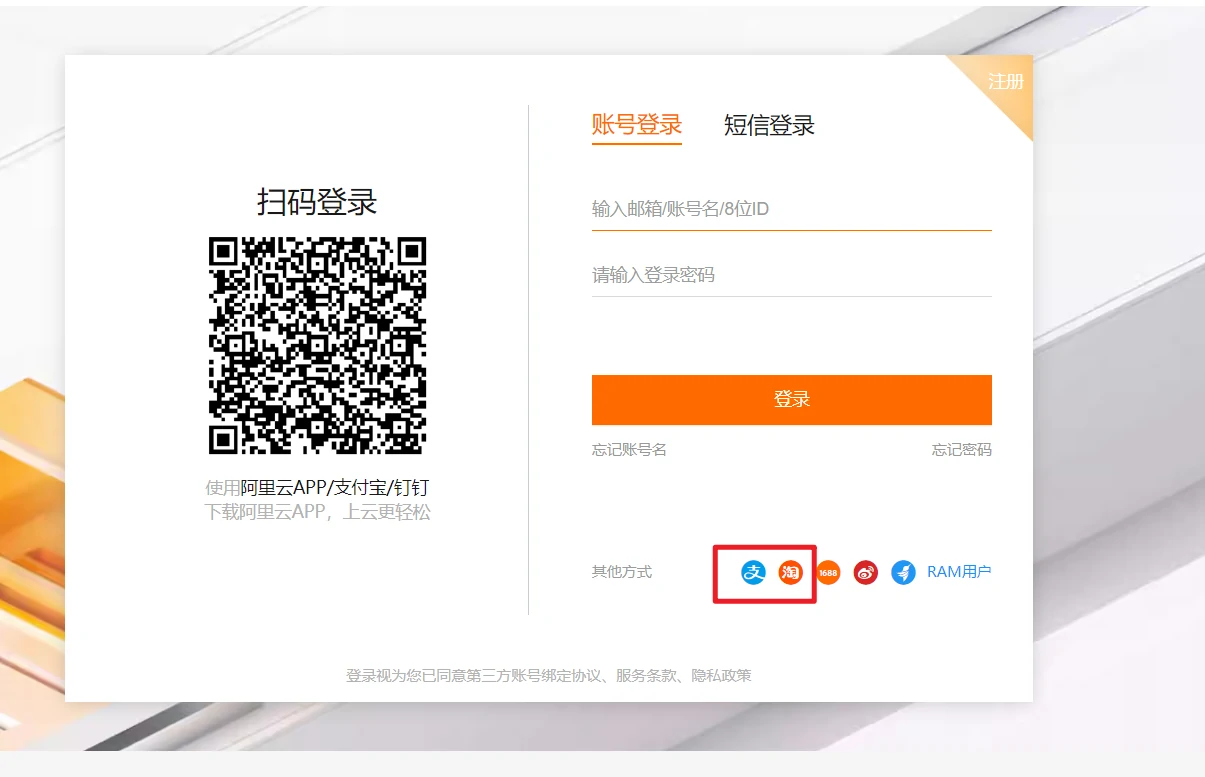 注册
扫码登录
使用阿里云APP/支付宝/钉钉
下载阿里云APP，上云更轻松
账号登录 短信登录
输入邮箱/账号名/8位ID
请输入登录密码
登录
忘记账号名 忘记密码
其他方式 支 淘 1688 RAM用户
登录视为您已同意第三方账号绑定协议、服务条款、隐私政策